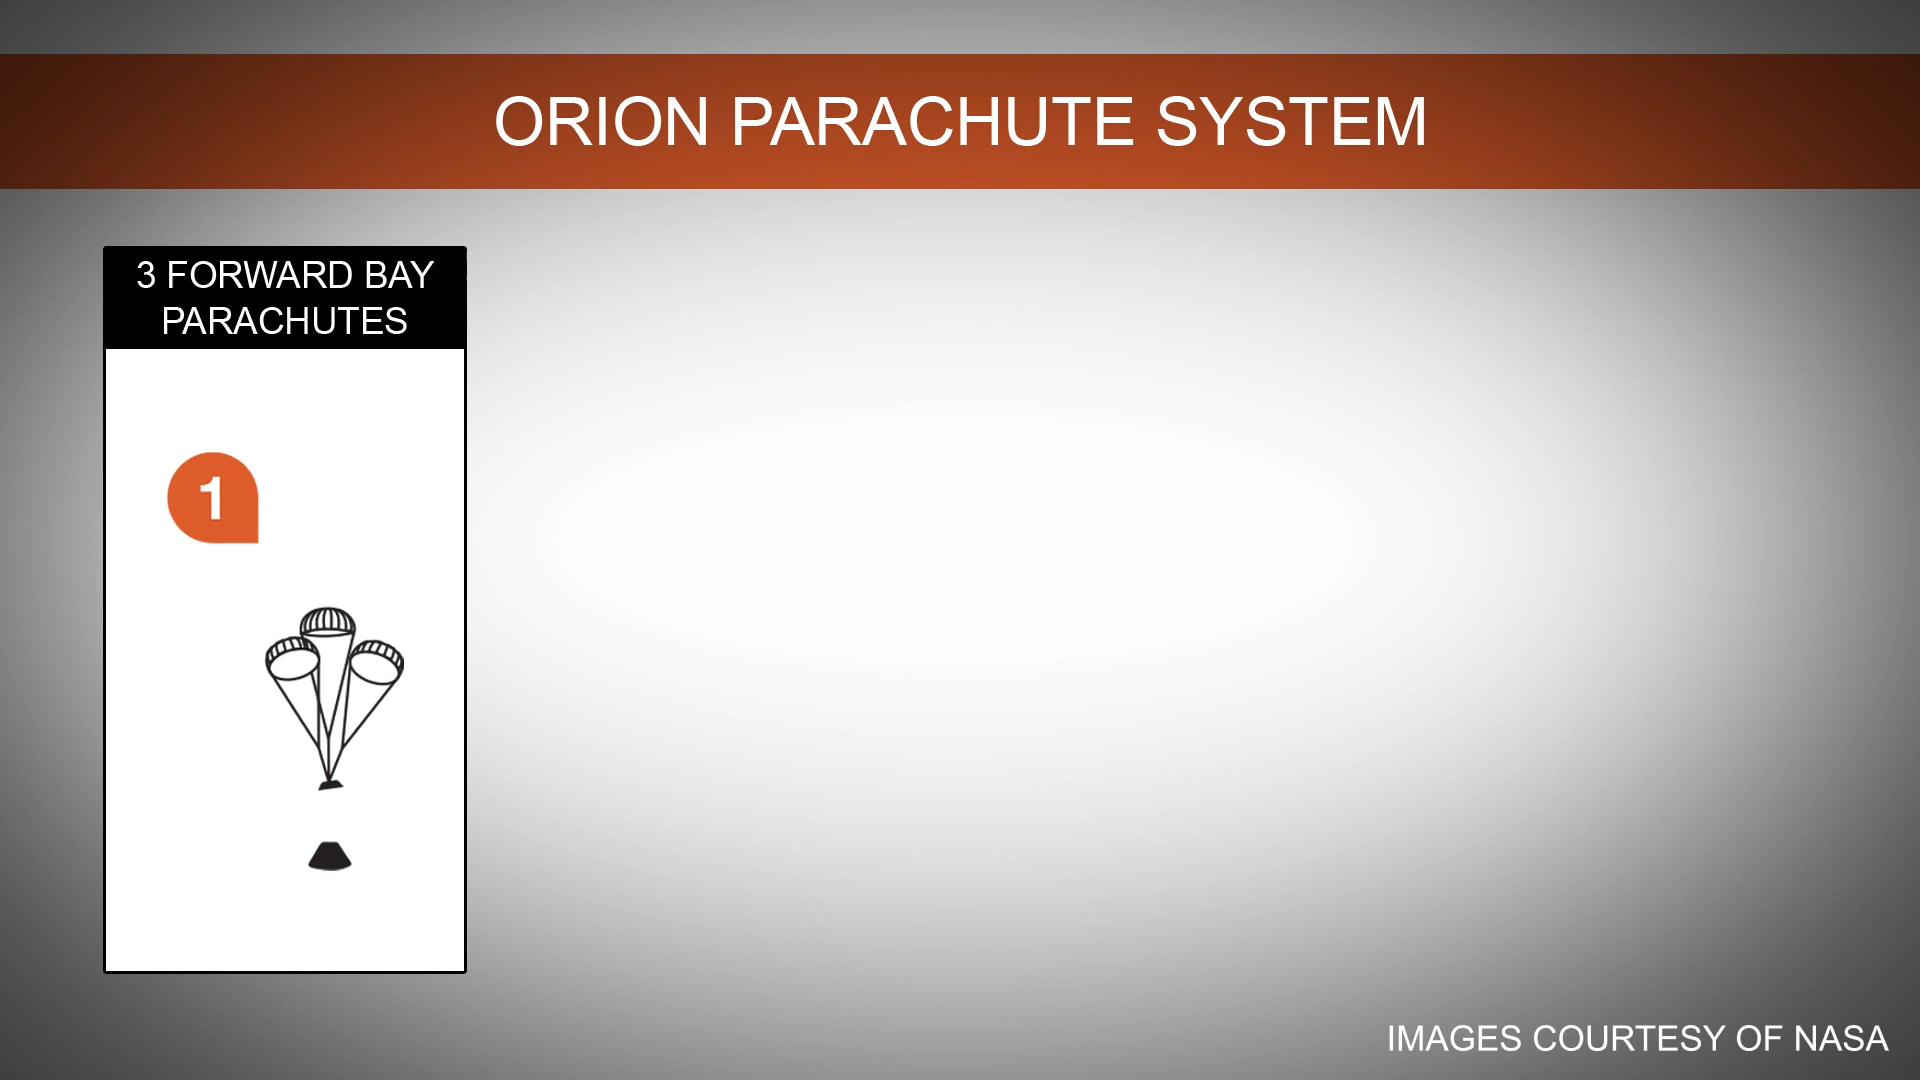 ORION PARACHUTE SYSTEM
3 FORWARD BAY
PARACHUTES
1
IMAGES COURTESY OF NASA